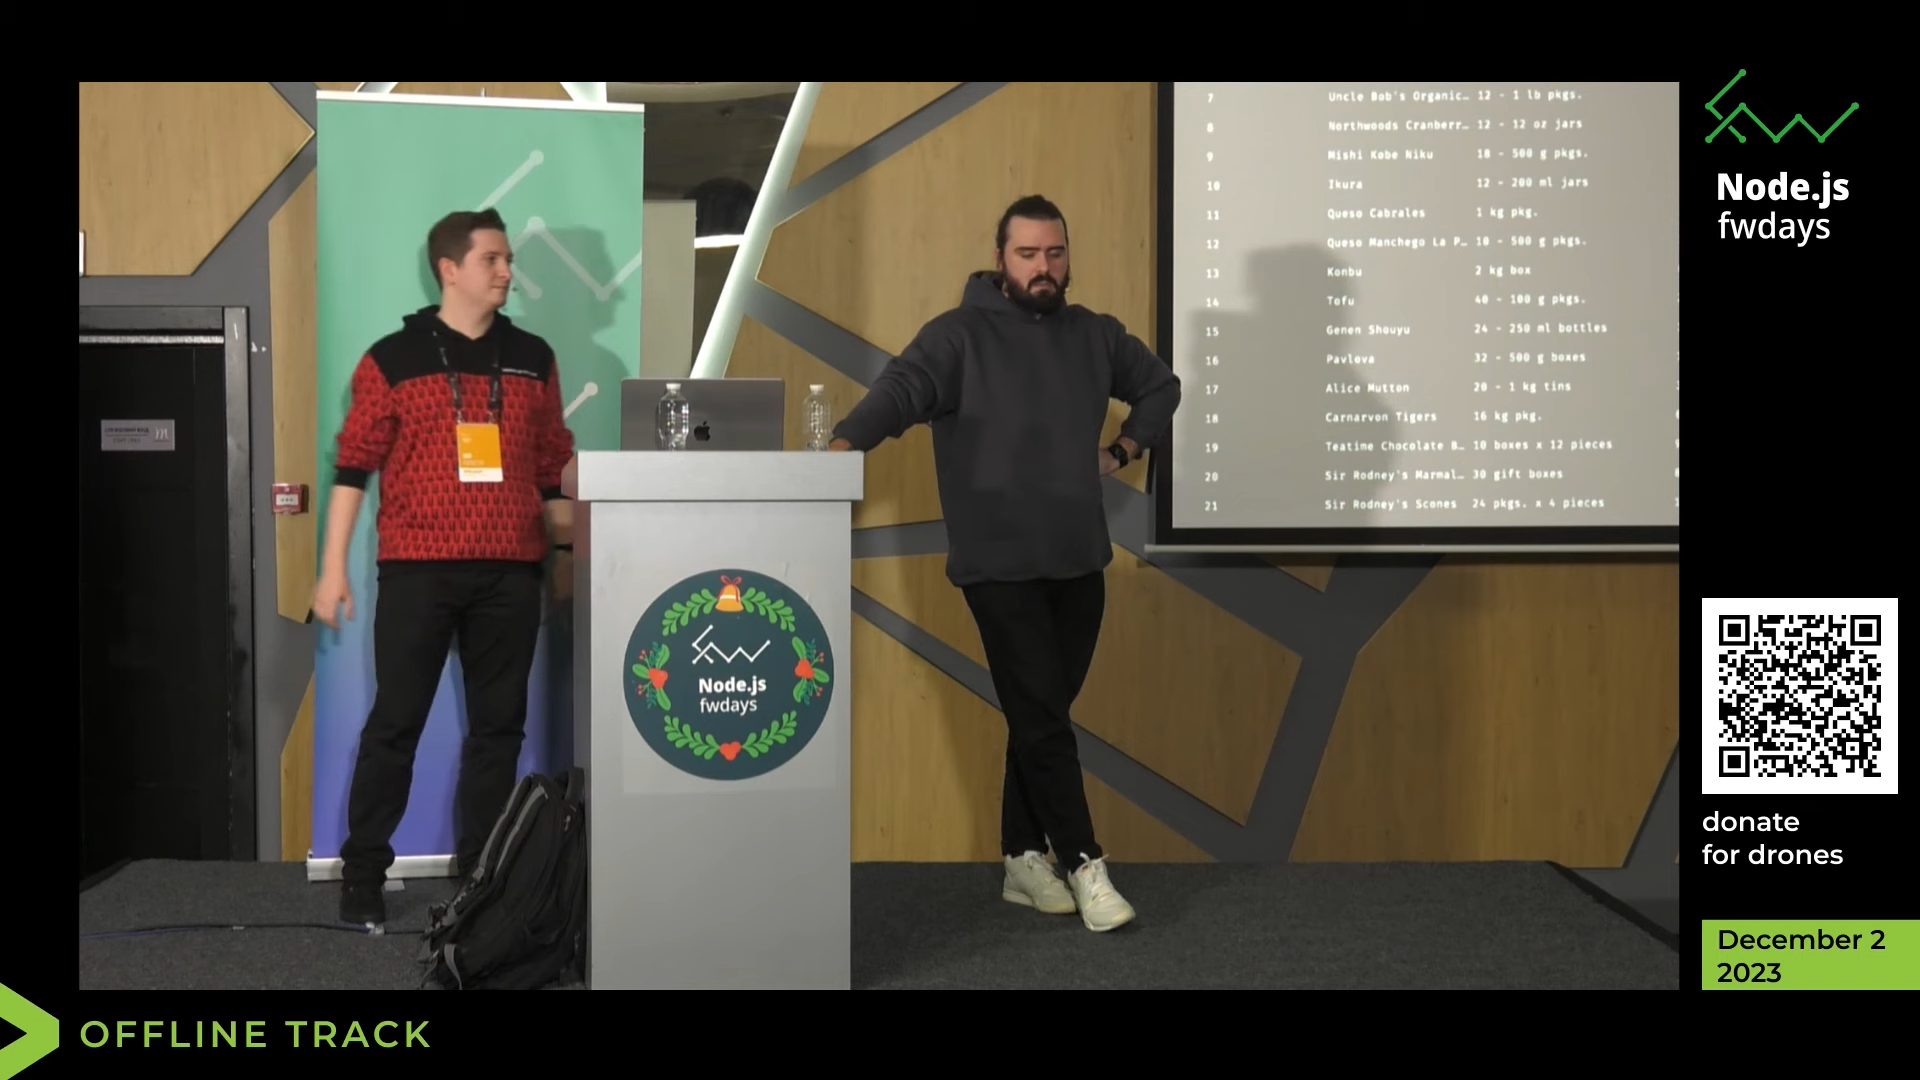 7 Uncle Bob's Organic… 12 - 1 lb pkgs.
8 Northwoods Cranberr… 12 - 12 oz jars
9 Mishi Kobe Niku 18 - 500 g pkgs.
10 Ikura 12 - 200 ml jars
11 Queso Cabrales 1 kg pkg.
12 Queso Manchego La P… 10 - 500 g pkgs.
13 Konbu 2 kg box
14 Tofu 40 - 100 g pkgs.
15 Genen Shouyu 24 - 250 ml bottles
16 Pavlova 32 - 500 g boxes
17 Alice Mutton 20 - 1 kg tins
18 Carnarvon Tigers 16 kg pkg.
19 Teatime Chocolate B… 10 boxes x 12 pieces
20 Sir Rodney's Marmal… 30 gift boxes
21 Sir Rodney's Scones 24 pkgs. x 4 pieces
Node.js
fwdays
Node.js
fwdays
donate
for drones
December 2
2023
OFFLINE TRACK